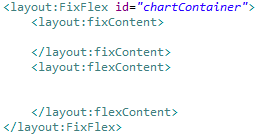 <layout:FixFlex id="chartContainer">
<layout:fixContent>
</layout:fixContent>
<layout:flexContent>
</layout:flexContent>
</layout:FixFlex>